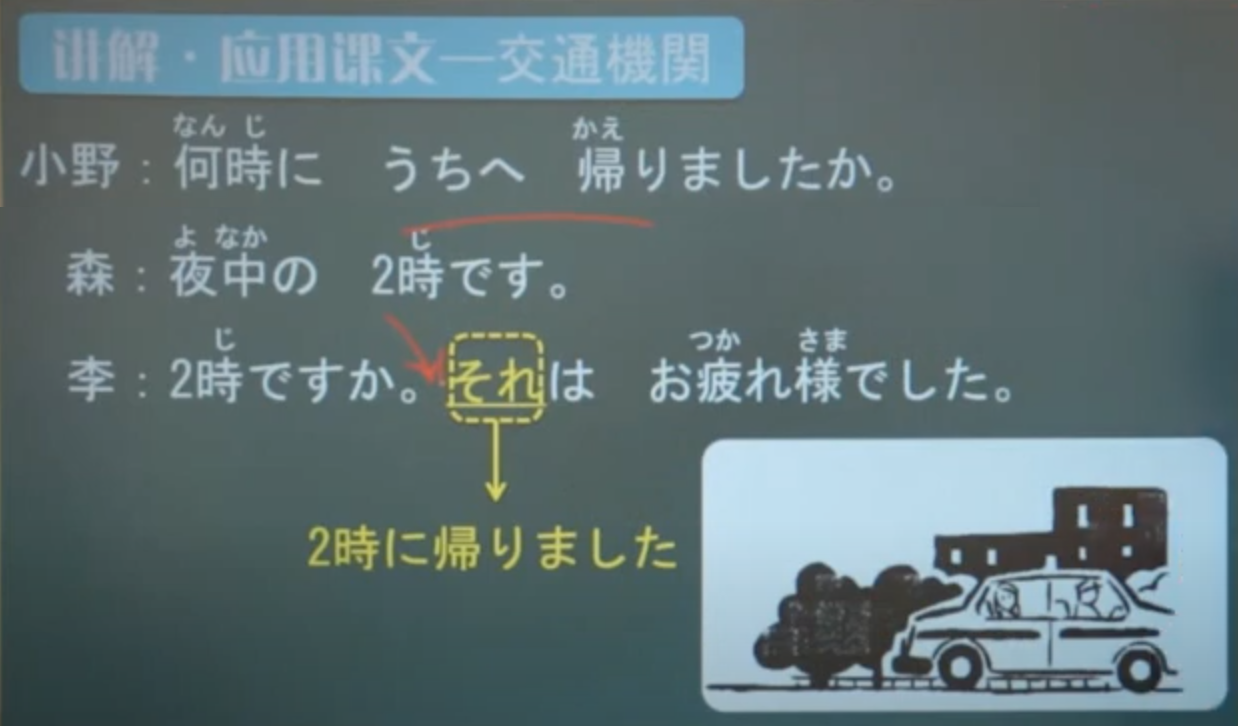 讲解・应用课文—交通機関
なん じ かえ
小野：何時に うちへ 帰りましたか。
よ なか じ
森：夜中の 2時です。
じ つか さま
李：2時ですか。それは お疲れ様でした。
2時に帰りました